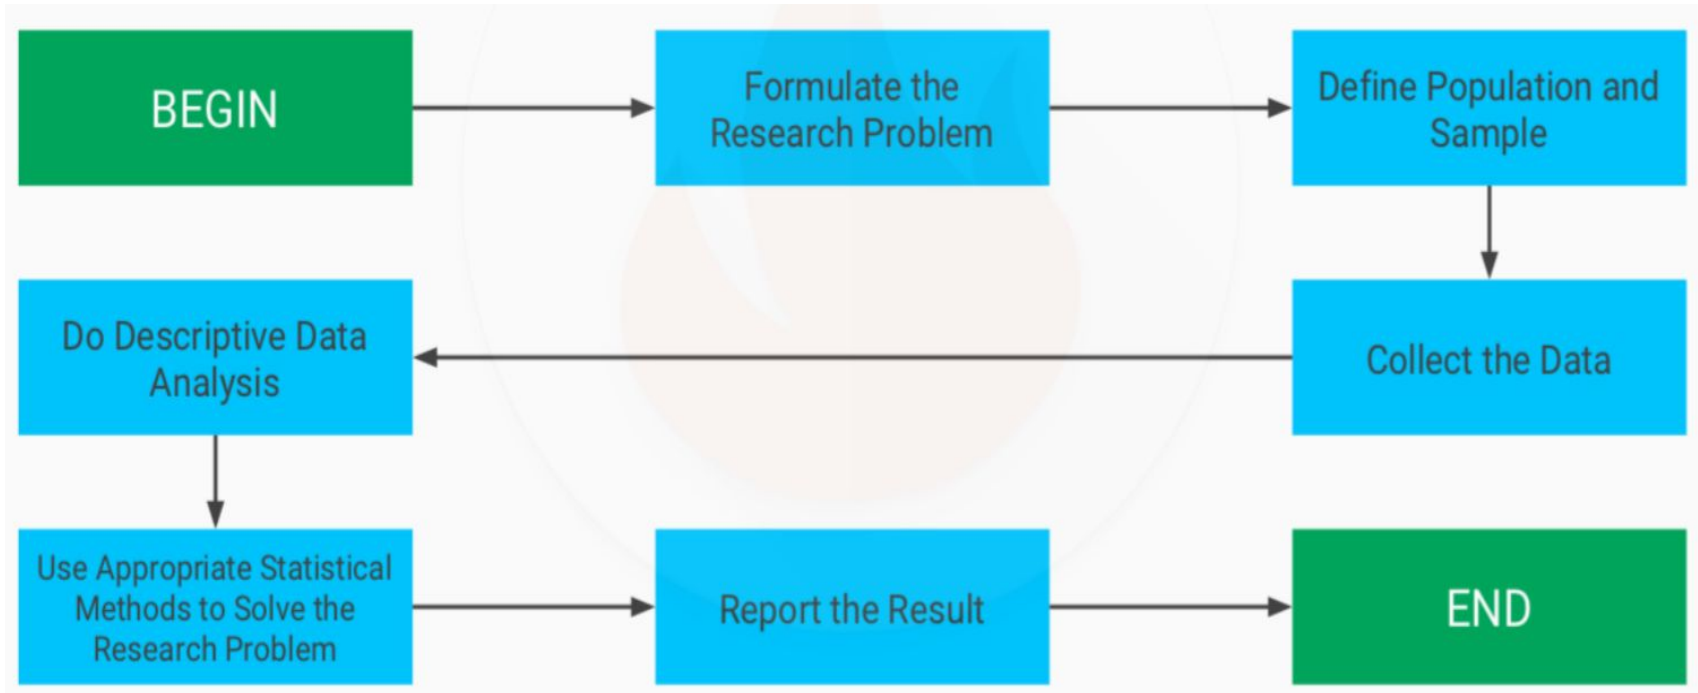 BEGIN
Formulate the
Research Problem
Define Population and
Sample
Collect the Data
Do Descriptive Data
Analysis
Use Appropriate Statistical
Methods to Solve the
Research Problem
Report the Result
END